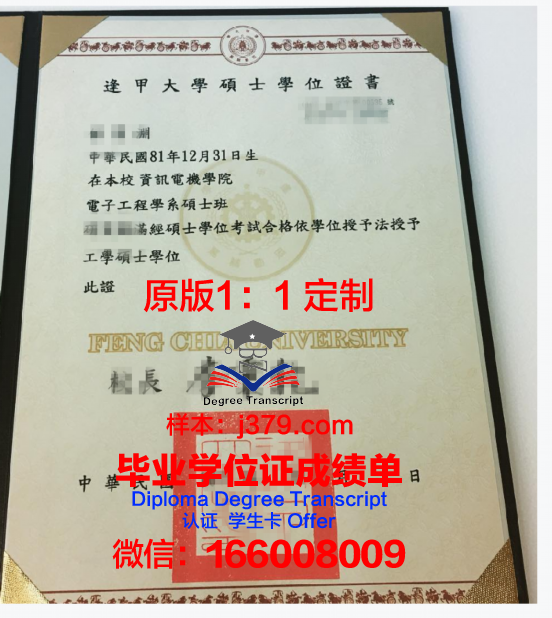 逢甲大學碩士學位證書
號
中華民國81年12月31日生
在本校 資訊電機學院
電子工程學系碩士班
經碩士學位考試合格依學位授予法授予
工學碩士學位
此證
原版1：1 定制
FENG CHIA UNIVERSITY
校長
Degree Transcript
样本：j379.com
毕业学位证成绩单
中華民國 月 日
Diploma Degree Transcript
认证 学生卡 Offer
微信：166008009